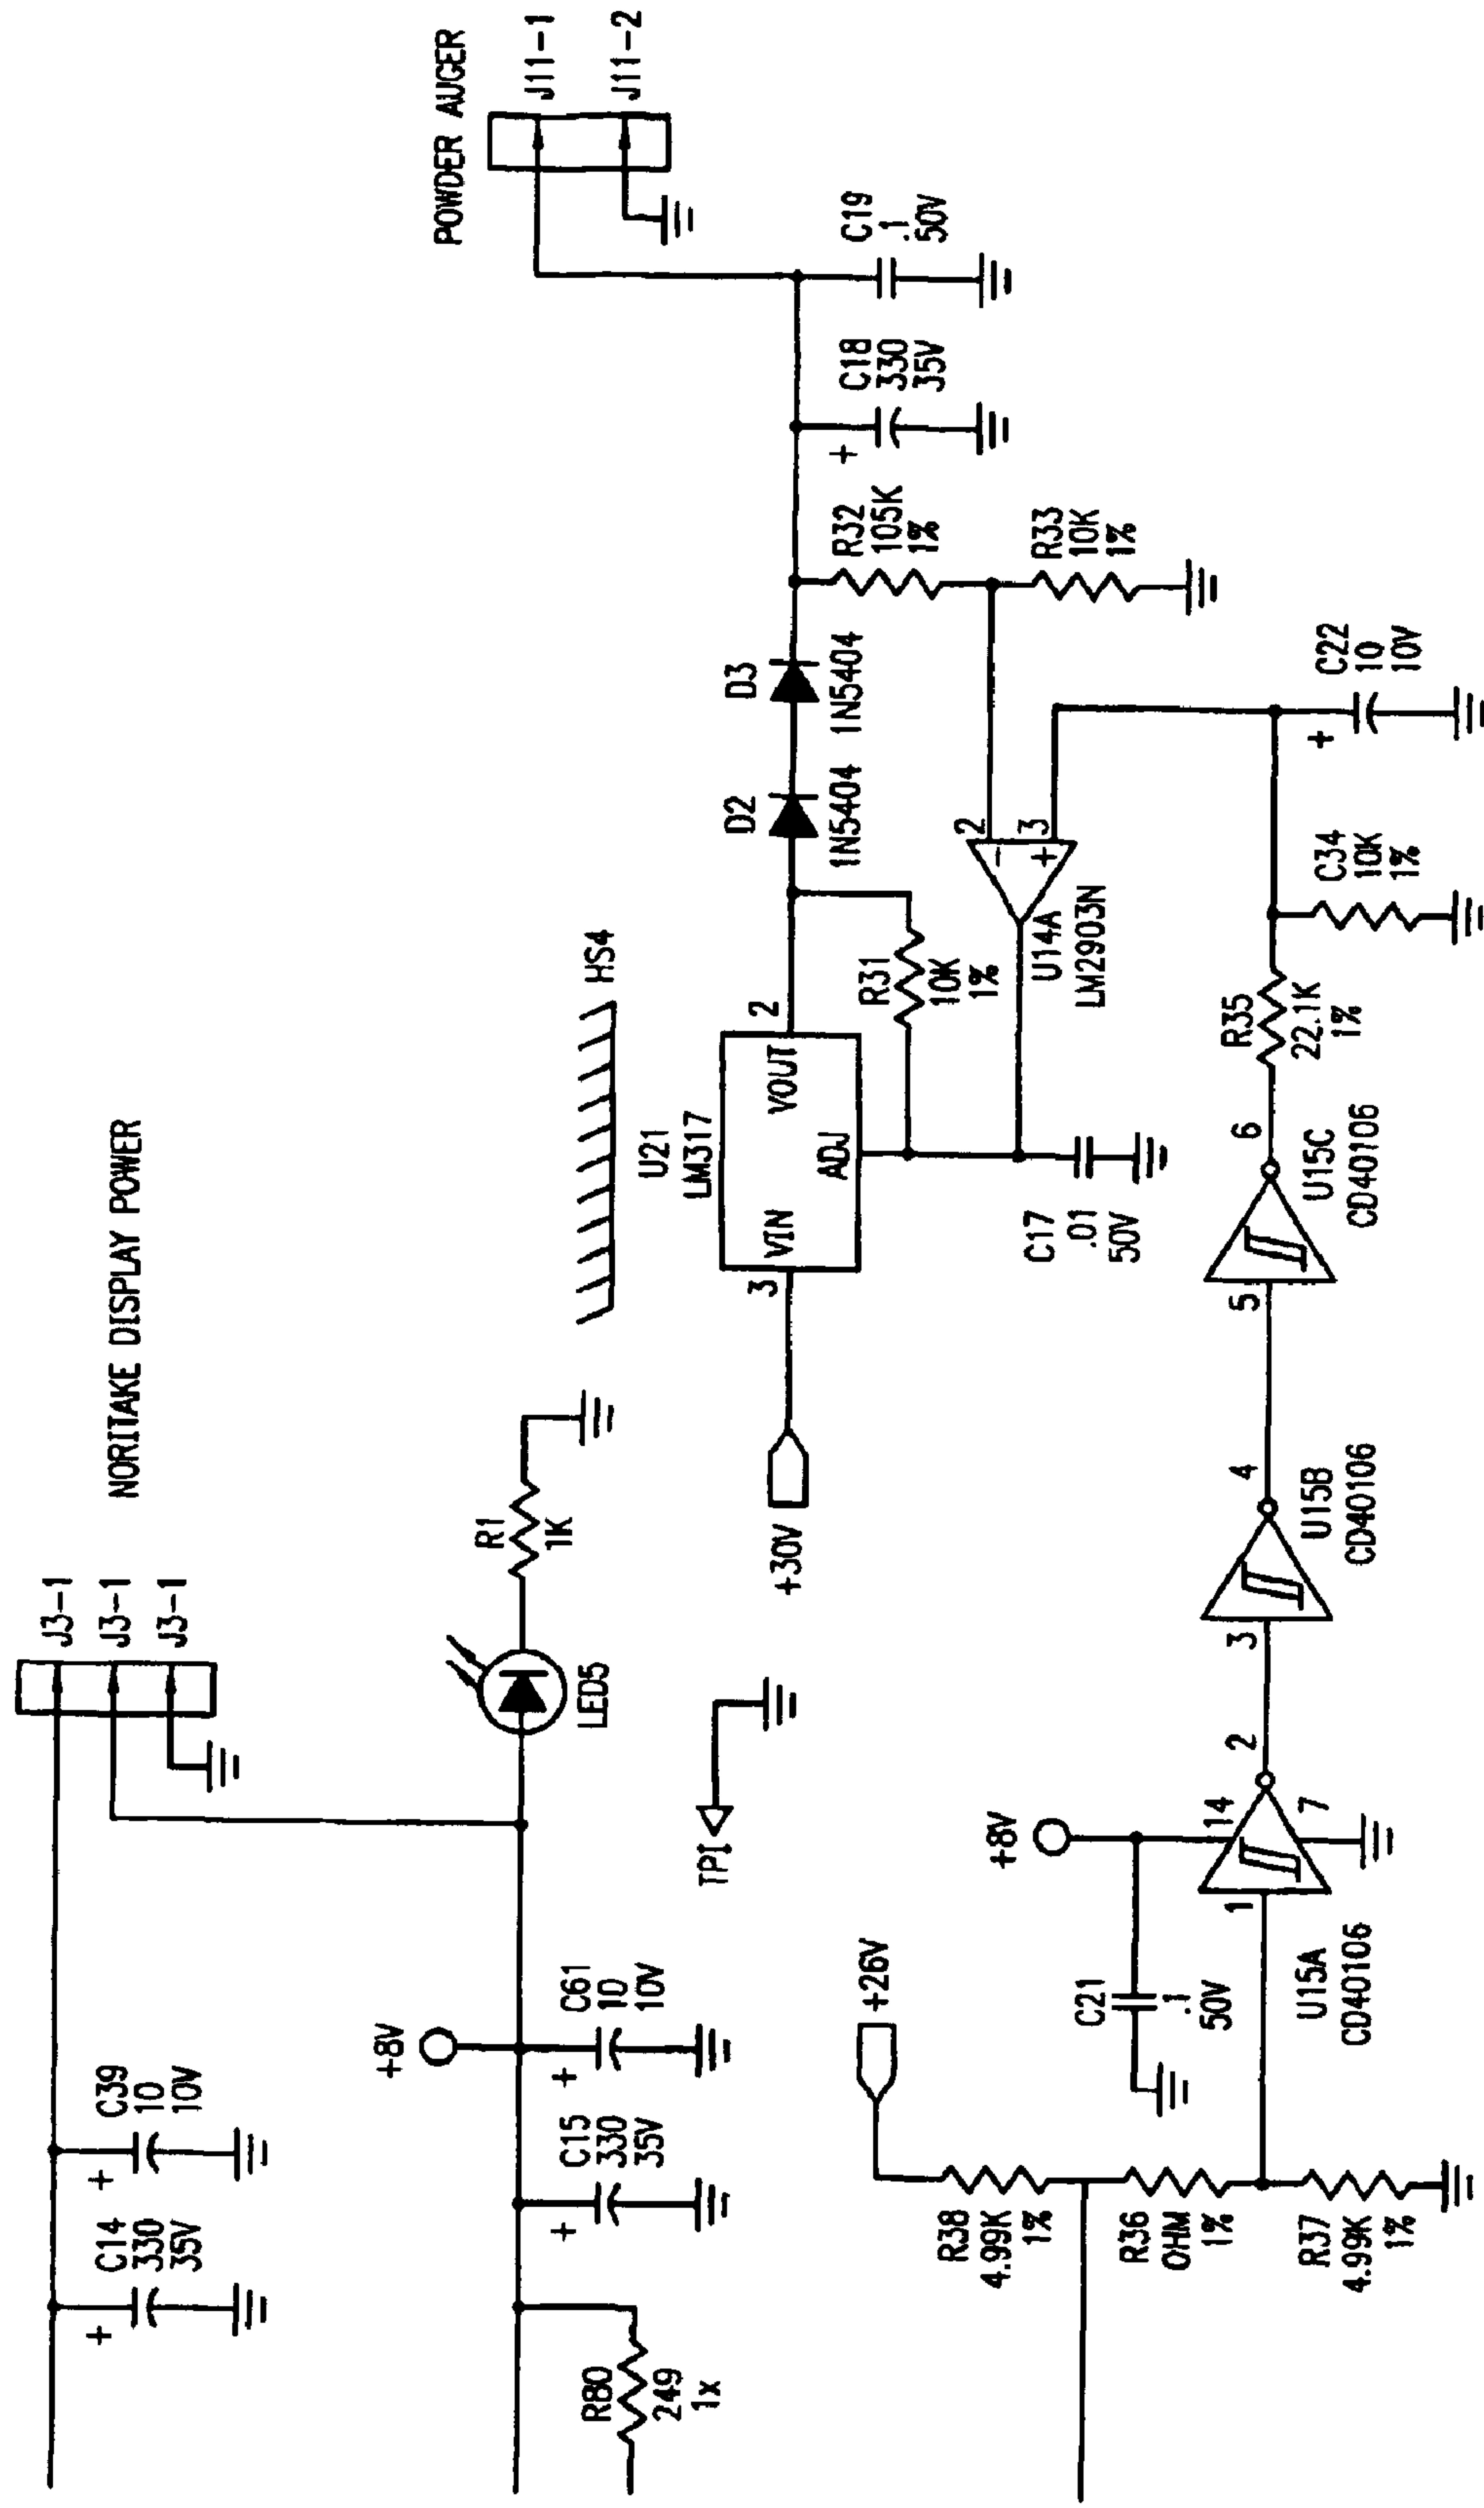 NORITAKE DISPLAY POWER
J3-1
J3-1
J3-1
C14
330
35V
+
C39
10
10V
+
+8V
C15
330
35V
+
C61
10
10V
+
R80
249
1x
LED5
R1
1K
TP1
POWDER AUGER
J11-1
J11-2
HS4
U21
LM317
+30V
3
VIN
VOUT
2
ADJ
D2
1N5404
D3
1N5404
R31
10K
1%
R32
105K
1%
R33
10K
1%
C18
330
35V
+
C19
.1
50V
C17
.01
50V
2
3
-
+
U14A
LM2903N
+26V
R38
4.99K
1%
R36
OHM
1%
R37
4.99K
1%
+8V
C21
.1
50V
1
14
7
2
U15A
CD40106
3
4
U15B
CD40106
5
6
U15C
CD40106
R35
22.1K
1%
C34
10K
1%
C22
10
10V
+